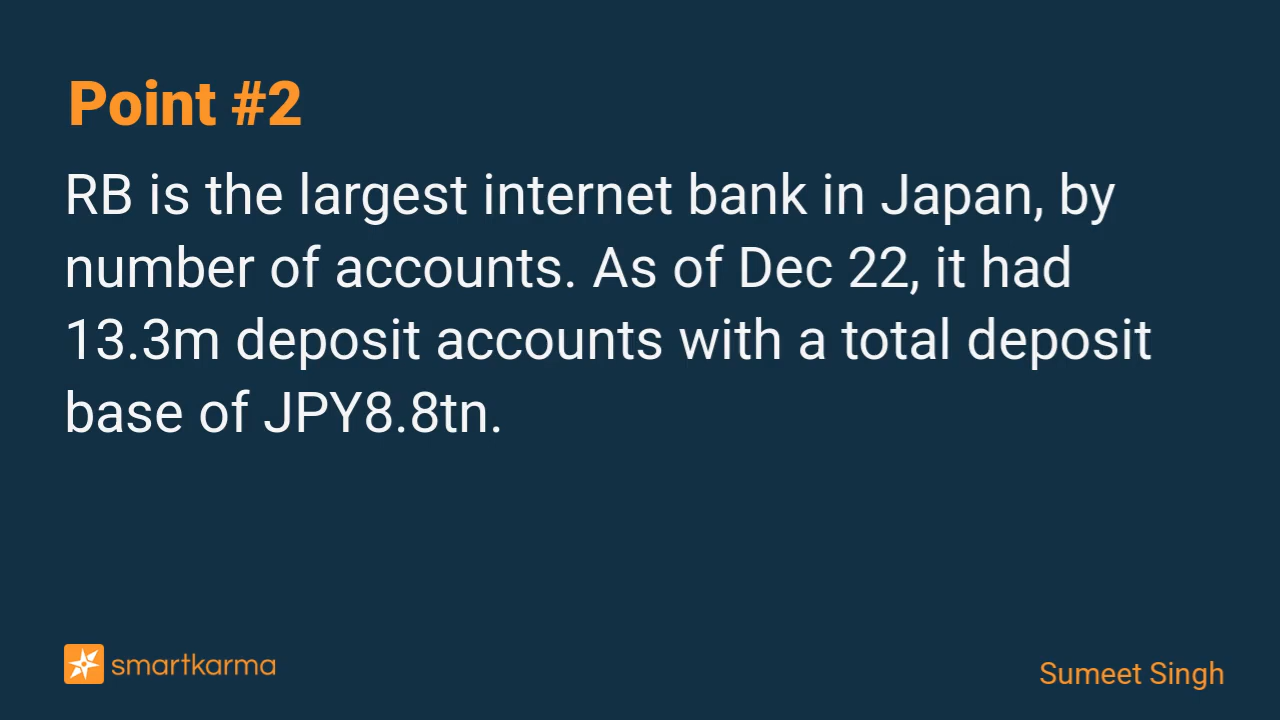 Point #2
RB is the largest internet bank in Japan, by
number of accounts. As of Dec 22, it had
13.3m deposit accounts with a total deposit
base of JPY8.8tn.
smartkarma
Sumeet Singh